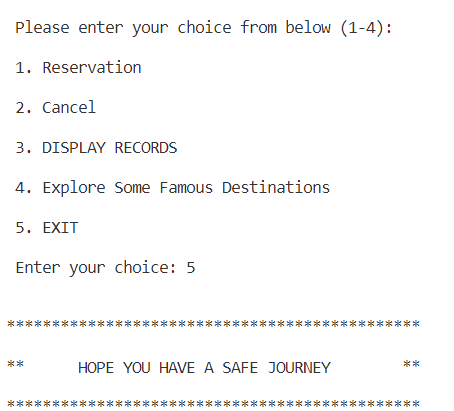 Please enter your choice from below (1-4):
1. Reservation
2. Cancel
3. DISPLAY RECORDS
4. Explore Some Famous Destinations
5. EXIT
Enter your choice: 5
**********************************************
**      HOPE YOU HAVE A SAFE JOURNEY        **
**********************************************